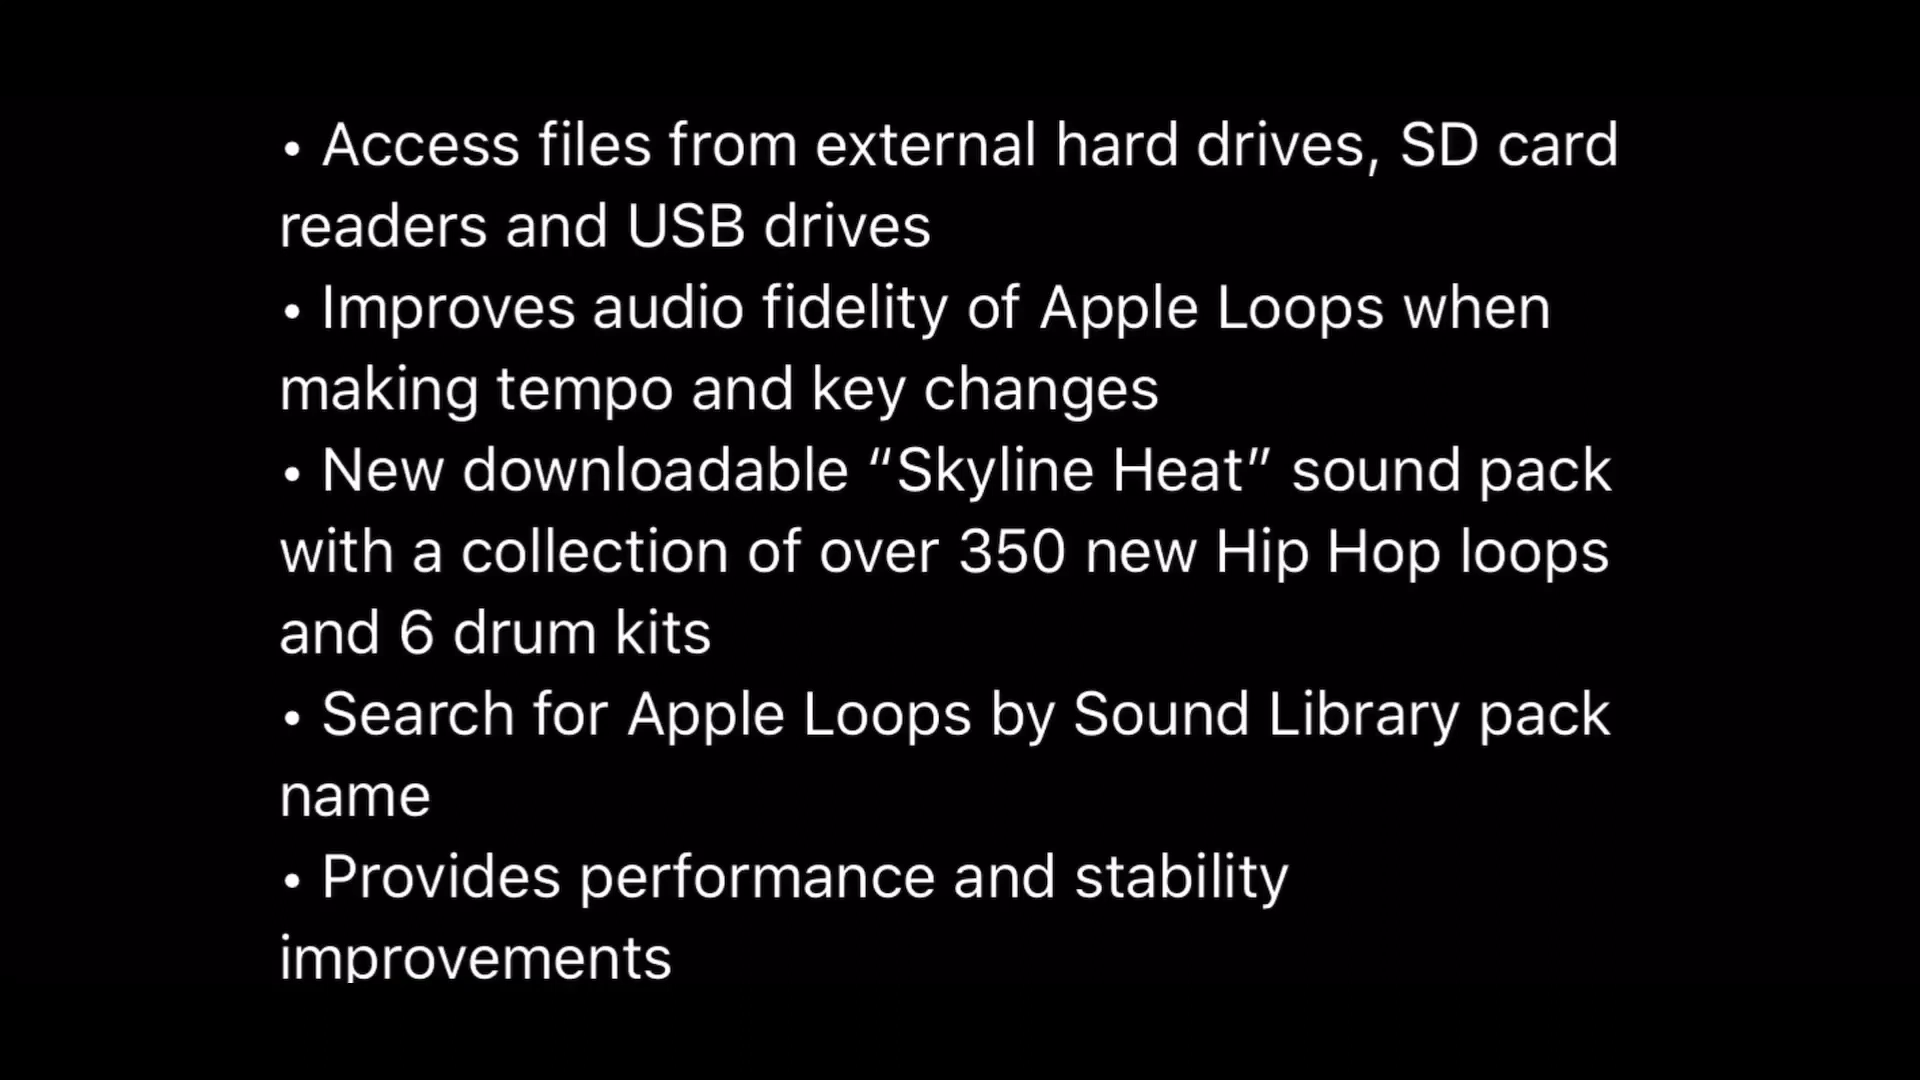 • Access files from external hard drives, SD card
readers and USB drives
• Improves audio fidelity of Apple Loops when
making tempo and key changes
• New downloadable “Skyline Heat” sound pack
with a collection of over 350 new Hip Hop loops
and 6 drum kits
• Search for Apple Loops by Sound Library pack
name
• Provides performance and stability
improvements